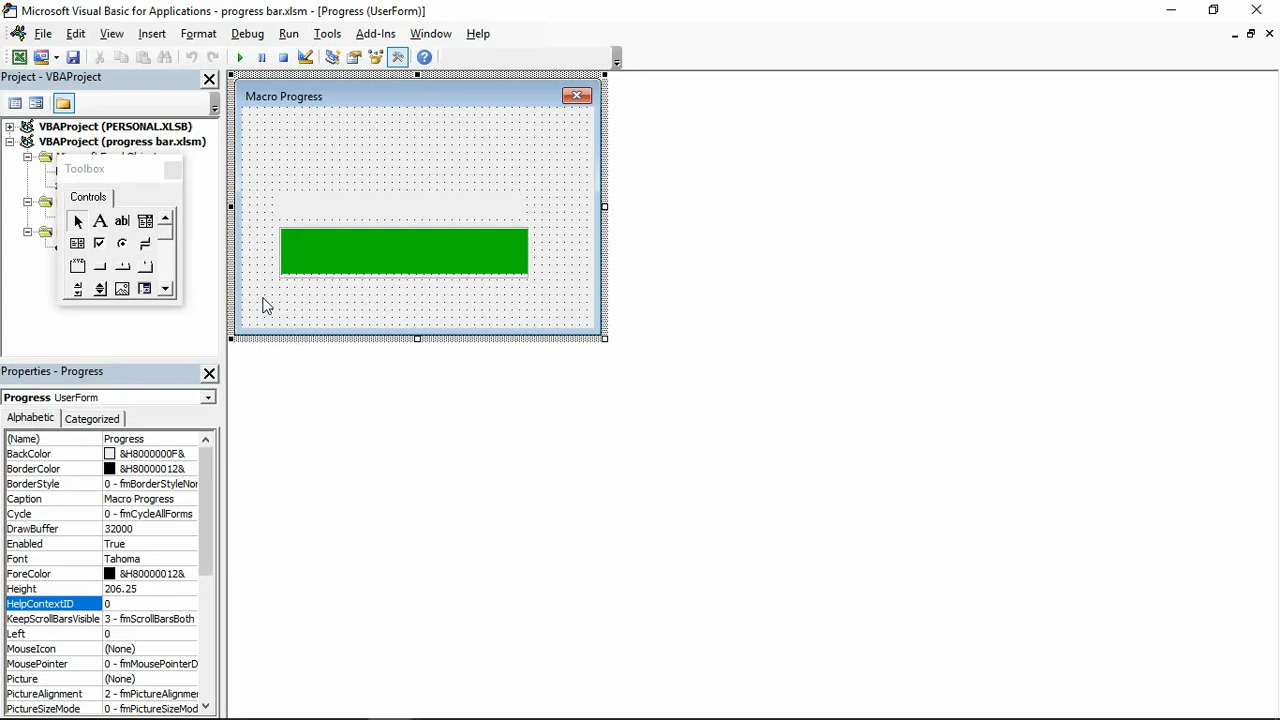 Microsoft Visual Basic for Applications - progress bar.xlsm - [Progress (UserForm)]
File Edit View Insert Format Debug Run Tools Add-Ins Window Help
Project - VBAProject
VBAProject (PERSONAL.XLSB)
VBAProject (progress bar.xlsm)
Toolbox
Controls
A ab|
Macro Progress
Properties - Progress
Progress UserForm
Alphabetic Categorized
(Name) Progress
BackColor &H8000000F&
BorderColor &H80000012&
BorderStyle 0 - fmBorderStyleNor
Caption Macro Progress
Cycle 0 - fmCycleAllForms
DrawBuffer 32000
Enabled True
Font Tahoma
ForeColor &H80000012&
Height 206.25
HelpContextID 0
KeepScrollBarsVisible 3 - fmScrollBarsBoth
Left 0
MouseIcon (None)
MousePointer 0 - fmMousePointerD
Picture (None)
PictureAlignment 2 - fmPictureAlignmen
PictureSizeMode 0 - fmPictureSizeMod